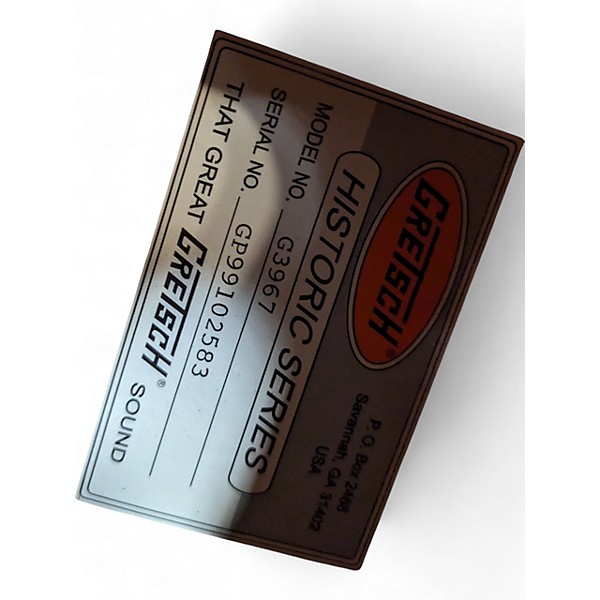 GRETSCH
P.O. Box 2468
Savannah, GA 31402
USA
HISTORIC SERIES
MODEL NO. G3967
SERIAL NO. GP99102583
THAT GREAT GRETSCH® SOUND